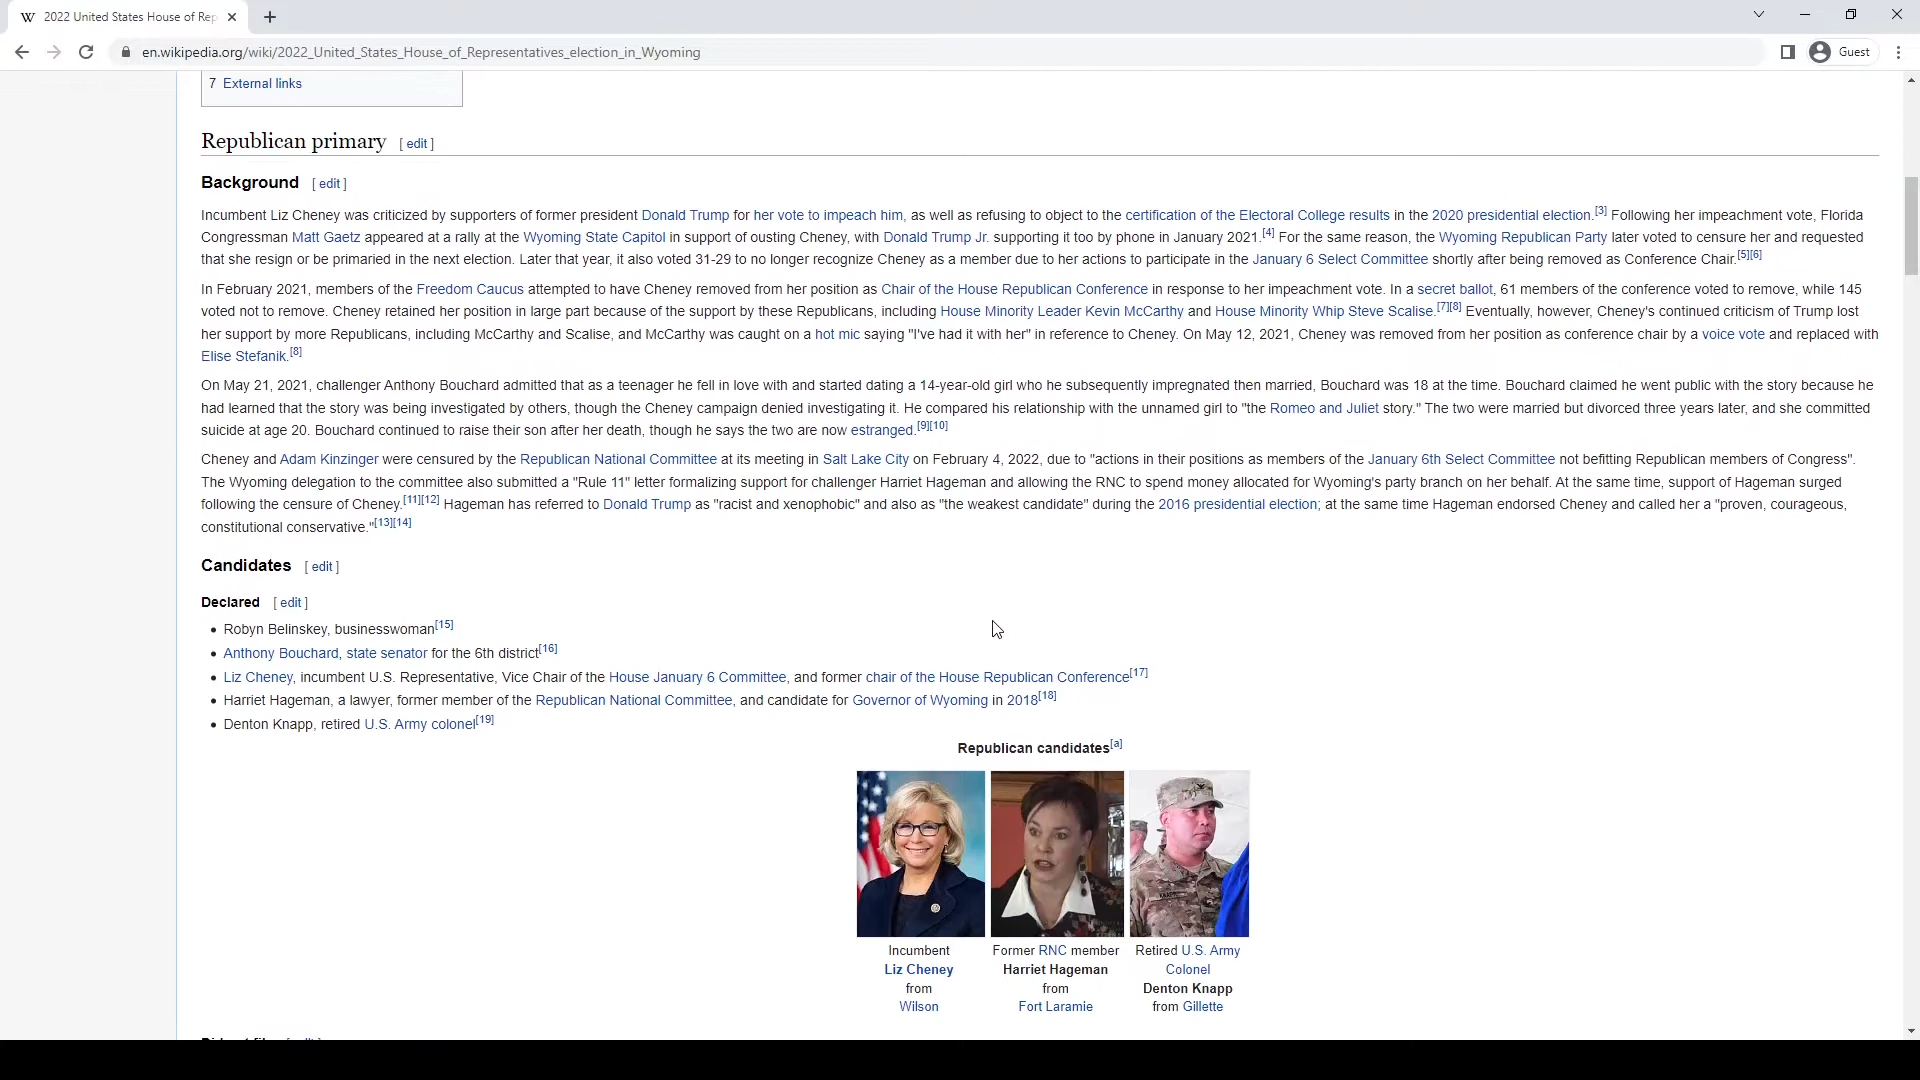 2022 United States House of Rep
en.wikipedia.org/wiki/2022_United_States_House_of_Representatives_election_in_Wyoming
Guest
7 External links
Republican primary [ edit ]
Background [ edit ]
Incumbent Liz Cheney was criticized by supporters of former president Donald Trump for her vote to impeach him, as well as refusing to object to the certification of the Electoral College results in the 2020 presidential election.[3] Following her impeachment vote, Florida
Congressman Matt Gaetz appeared at a rally at the Wyoming State Capitol in support of ousting Cheney, with Donald Trump Jr. supporting it too by phone in January 2021.[4] For the same reason, the Wyoming Republican Party later voted to censure her and requested
that she resign or be primaried in the next election. Later that year, it also voted 31-29 to no longer recognize Cheney as a member due to her actions to participate in the January 6 Select Committee shortly after being removed as Conference Chair.[5][6]
In February 2021, members of the Freedom Caucus attempted to have Cheney removed from her position as Chair of the House Republican Conference in response to her impeachment vote. In a secret ballot, 61 members of the conference voted to remove, while 145
voted not to remove. Cheney retained her position in large part because of the support by these Republicans, including House Minority Leader Kevin McCarthy and House Minority Whip Steve Scalise.[7][8] Eventually, however, Cheney's continued criticism of Trump lost
her support by more Republicans, including McCarthy and Scalise, and McCarthy was caught on a hot mic saying "I've had it with her" in reference to Cheney. On May 12, 2021, Cheney was removed from her position as conference chair by a voice vote and replaced with
Elise Stefanik.[8]
On May 21, 2021, challenger Anthony Bouchard admitted that as a teenager he fell in love with and started dating a 14-year-old girl who he subsequently impregnated then married, Bouchard was 18 at the time. Bouchard claimed he went public with the story because he
had learned that the story was being investigated by others, though the Cheney campaign denied investigating it. He compared his relationship with the unnamed girl to "the Romeo and Juliet story." The two were married but divorced three years later, and she committed
suicide at age 20. Bouchard continued to raise their son after her death, though he says the two are now estranged.[9][10]
Cheney and Adam Kinzinger were censured by the Republican National Committee at its meeting in Salt Lake City on February 4, 2022, due to "actions in their positions as members of the January 6th Select Committee not befitting Republican members of Congress".
The Wyoming delegation to the committee also submitted a "Rule 11" letter formalizing support for challenger Harriet Hageman and allowing the RNC to spend money allocated for Wyoming's party branch on her behalf. At the same time, support of Hageman surged
following the censure of Cheney.[11][12] Hageman has referred to Donald Trump as "racist and xenophobic" and also as "the weakest candidate" during the 2016 presidential election; at the same time Hageman endorsed Cheney and called her a "proven, courageous,
constitutional conservative."[13][14]
Candidates [ edit ]
Declared [ edit ]
• Robyn Belinskey, businesswoman[15]
• Anthony Bouchard, state senator for the 6th district[16]
• Liz Cheney, incumbent U.S. Representative, Vice Chair of the House January 6 Committee, and former chair of the House Republican Conference[17]
• Harriet Hageman, a lawyer, former member of the Republican National Committee, and candidate for Governor of Wyoming in 2018[18]
• Denton Knapp, retired U.S. Army colonel[19]
Republican candidates[a]
Incumbent
Liz Cheney
from
Wilson
Former RNC member
Harriet Hageman
from
Fort Laramie
Retired U.S. Army
Colonel
Denton Knapp
from Gillette